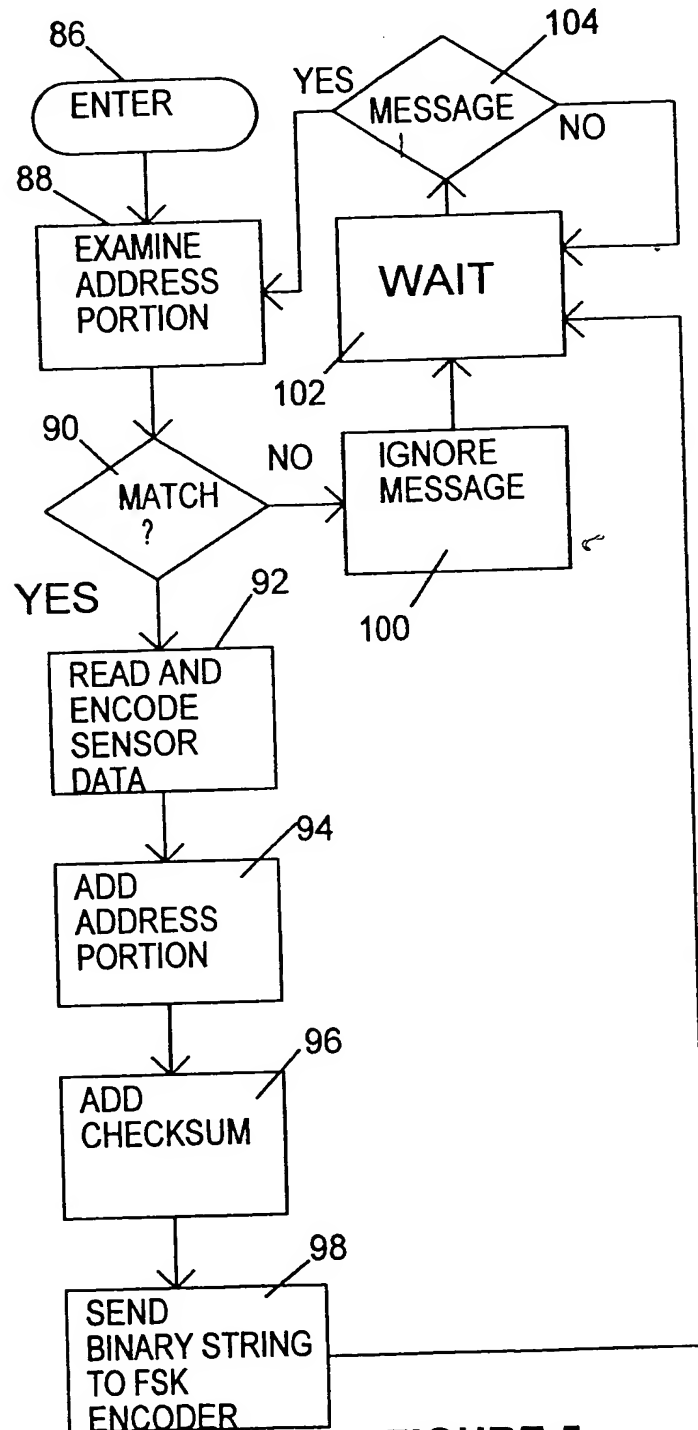 86
ENTER
104
YES
MESSAGE
NO
88
EXAMINE
ADDRESS
PORTION
WAIT
102
90
MATCH
?
NO
IGNORE
MESSAGE
100
YES
92
READ AND
ENCODE
SENSOR
DATA
94
ADD
ADDRESS
PORTION
96
ADD
CHECKSUM
98
SEND
BINARY STRING
TO FSK
ENCODER